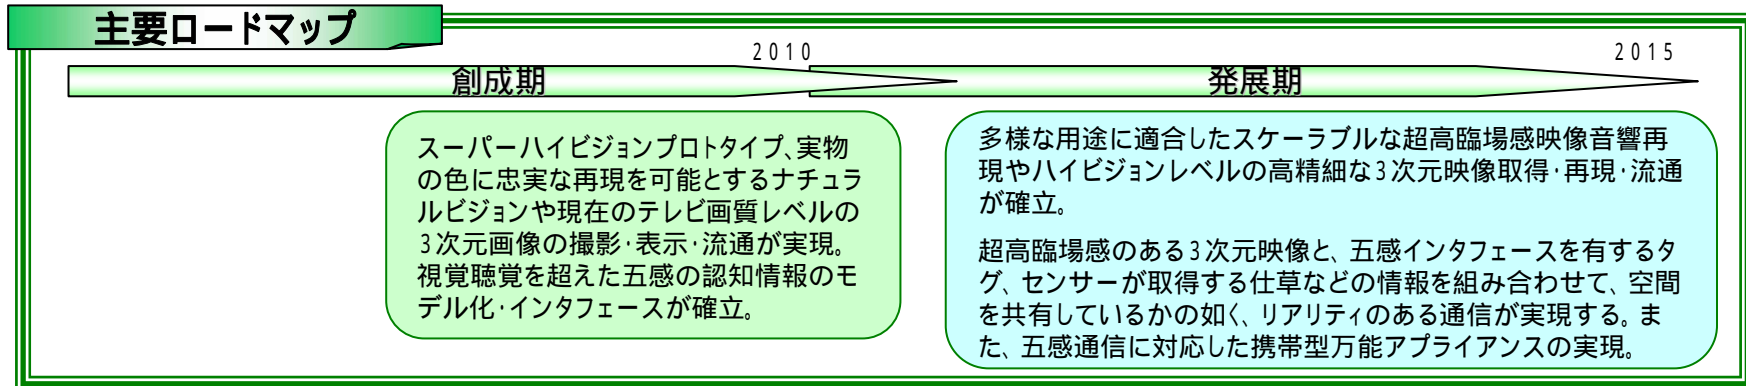 主要ロードマップ
2010
2015
創成期
発展期
スーパーハイビジョンプロトタイプ、実物
の色に忠実な再現を可能とするナチュラ
ルビジョンや現在のテレビ画質レベルの
3次元画像の撮影・表示・流通が実現。
視覚聴覚を超えた五感の認知情報のモ
デル化・インタフェースが確立。
多様な用途に適合したスケーラブルな超高臨場感映像音響再
現やハイビジョンレベルの高精細な3次元映像取得・再現・流通
が確立。
超高臨場感のある3次元映像と、五感インタフェースを有するタ
グ、センサーが取得する仕草などの情報を組み合わせて、空間
を共有しているかの如く、リアリティのある通信が実現する。ま
た、五感通信に対応した携帯型万能アプライアンスの実現。